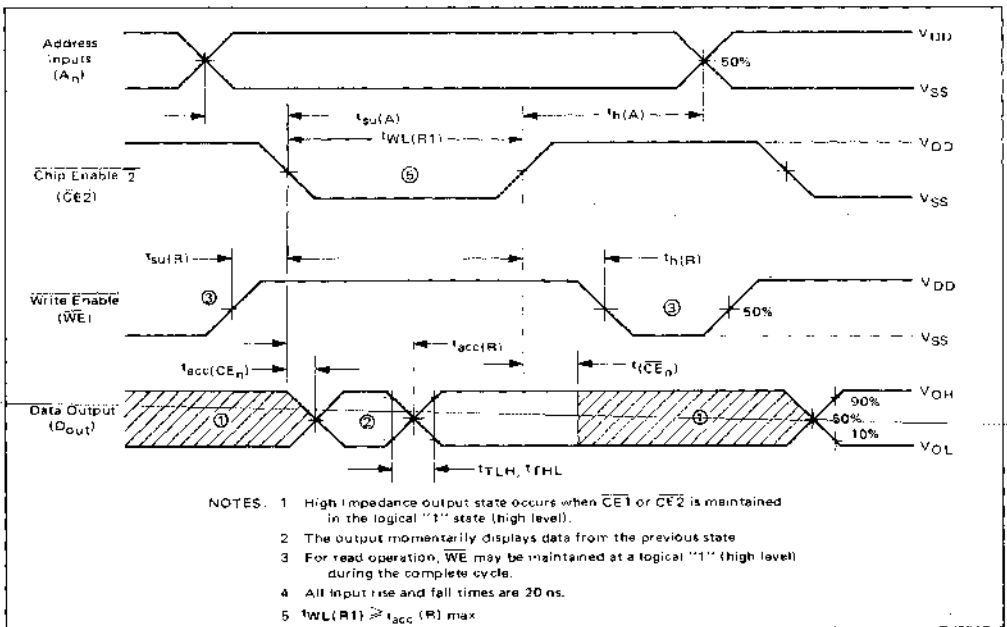 Address
Inputs
(An)
VDD
50%
VSS
tsu(A)
tWL(R1)
th(A)
Chip Enable 2
(CE2)
VDD
⑤
VSS
tsu(R)
th(R)
Write Enable
(WE)
③
③
VDD
50%
VSS
tacc(CEn)
tacc(R)
t(CEn)
Data Output
(Dout)
①
②
①
VOH
90%
50%
10%
VOL
tTLH, tTHL
NOTES. 1 High Impedance output state occurs when CE1 or CE2 is maintained
in the logical "1" state (high level).
2 The output momentarily displays data from the previous state
3 For read operation, WE may be maintained at a logical "1" (high level)
during the complete cycle.
4 All input rise and fall times are 20 ns.
5 tWL(R1) ⩾ tacc (R) max